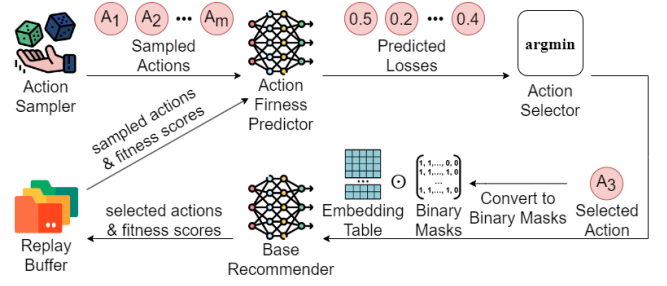 A1 A2 ••• Am
0.5 0.2 ••• 0.4
argmin
Sampled
Actions
Predicted
Losses
Action
Sampler
Action
Firness
Predictor
Action
Selector
sampled actions
& fitness scores
1, 1,..., 0, 0
1, 1,..., 1, 0
...
1, 1,..., 1, 0
A3
Convert to
Binary Masks
Embedding
Table
Binary
Masks
Selected
Action
selected actions
& fitness scores
Replay
Buffer
Base
Recommender